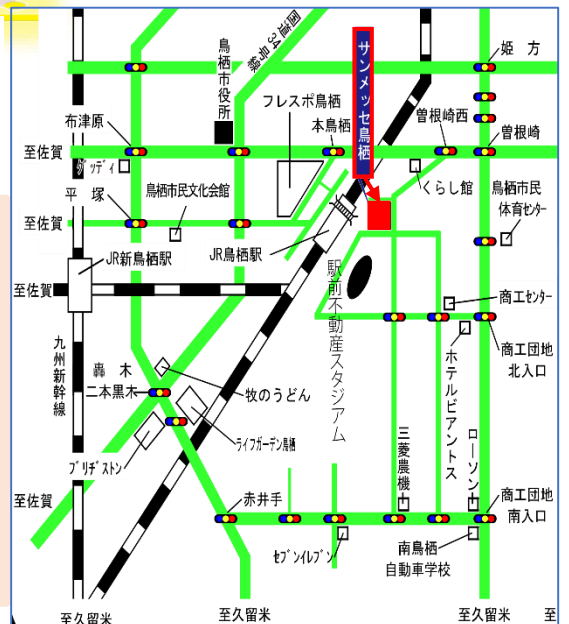 国道34号線
姫方
鳥栖市役所
サンメッセ鳥栖
フレスポ鳥栖
布津原
本鳥栖
曽根崎西
曽根崎
至佐賀
グッディ
くらし館
鳥栖市民
体育センター
平塚
鳥栖市民文化会館
至佐賀
JR新鳥栖駅
JR鳥栖駅
駅前不動産スタジアム
至佐賀
商工センター
九州新幹線
商工団地
北入口
ホテルビアントス
轟木
二本黒木
牧のうどん
ライフガーデン鳥栖
ブリヂストン
三菱農機
ローソン
至佐賀
赤井手
商工団地
南入口
セブンイレブン
南鳥栖
自動車学校
至久留米
至久留米
至久留米
至